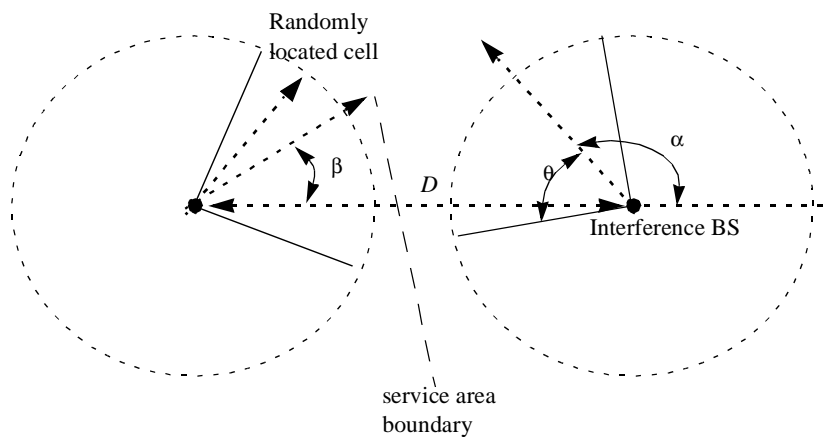 Randomly
located cell
α
β
θ
D
Interference BS
service area
boundary